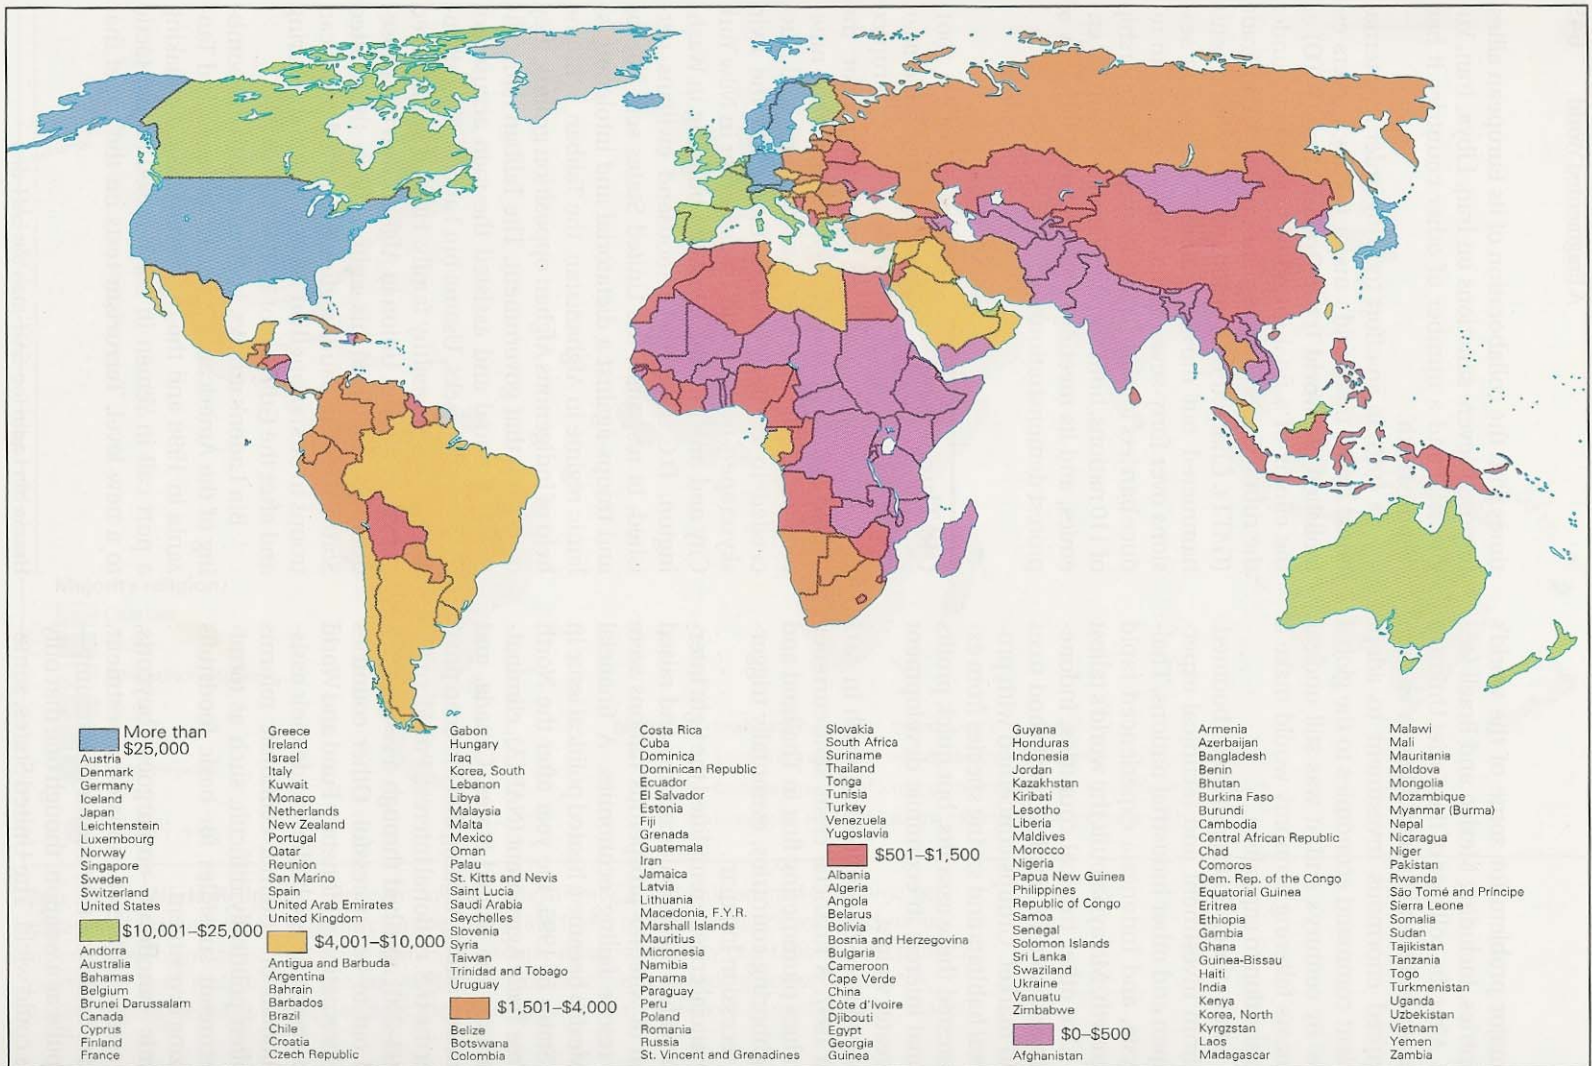 More than
$25,000
Austria
Denmark
Germany
Iceland
Japan
Leichtenstein
Luxembourg
Norway
Singapore
Sweden
Switzerland
United States
$10,001–$25,000
Andorra
Australia
Bahamas
Belgium
Brunei Darussalam
Canada
Cyprus
Finland
France
Greece
Ireland
Israel
Italy
Kuwait
Monaco
Netherlands
New Zealand
Portugal
Qatar
Reunion
San Marino
Spain
United Arab Emirates
United Kingdom
$4,001–$10,000
Antigua and Barbuda
Argentina
Bahrain
Barbados
Brazil
Chile
Croatia
Czech Republic
Gabon
Hungary
Iraq
Korea, South
Lebanon
Libya
Malaysia
Malta
Mexico
Oman
Palau
St. Kitts and Nevis
Saint Lucia
Saudi Arabia
Seychelles
Slovenia
Syria
Taiwan
Trinidad and Tobago
Uruguay
$1,501–$4,000
Belize
Botswana
Colombia
Costa Rica
Cuba
Dominica
Dominican Republic
Ecuador
El Salvador
Estonia
Fiji
Grenada
Guatemala
Iran
Jamaica
Latvia
Lithuania
Macedonia, F.Y.R.
Marshall Islands
Mauritius
Micronesia
Namibia
Panama
Paraguay
Peru
Poland
Romania
Russia
St. Vincent and Grenadines
Slovakia
South Africa
Suriname
Thailand
Tonga
Tunisia
Turkey
Venezuela
Yugoslavia
$501–$1,500
Albania
Algeria
Angola
Belarus
Bolivia
Bosnia and Herzegovina
Bulgaria
Cameroon
Cape Verde
China
Côte d'Ivoire
Djibouti
Egypt
Georgia
Guinea
Guyana
Honduras
Indonesia
Jordan
Kazakhstan
Kiribati
Lesotho
Liberia
Maldives
Morocco
Nigeria
Papua New Guinea
Philippines
Republic of Congo
Samoa
Senegal
Solomon Islands
Sri Lanka
Swaziland
Ukraine
Vanuatu
Zimbabwe
$0–$500
Afghanistan
Armenia
Azerbaijan
Bangladesh
Benin
Bhutan
Burkina Faso
Burundi
Cambodia
Central African Republic
Chad
Comoros
Dem. Rep. of the Congo
Equatorial Guinea
Eritrea
Ethiopia
Gambia
Ghana
Guinea-Bissau
Haiti
India
Kenya
Korea, North
Kyrgzstan
Laos
Madagascar
Malawi
Mali
Mauritania
Moldova
Mongolia
Mozambique
Myanmar (Burma)
Nepal
Nicaragua
Niger
Pakistan
Rwanda
São Tomé and Príncipe
Sierra Leone
Somalia
Sudan
Tajikistan
Tanzania
Togo
Turkmenistan
Uganda
Uzbekistan
Vietnam
Yemen
Zambia